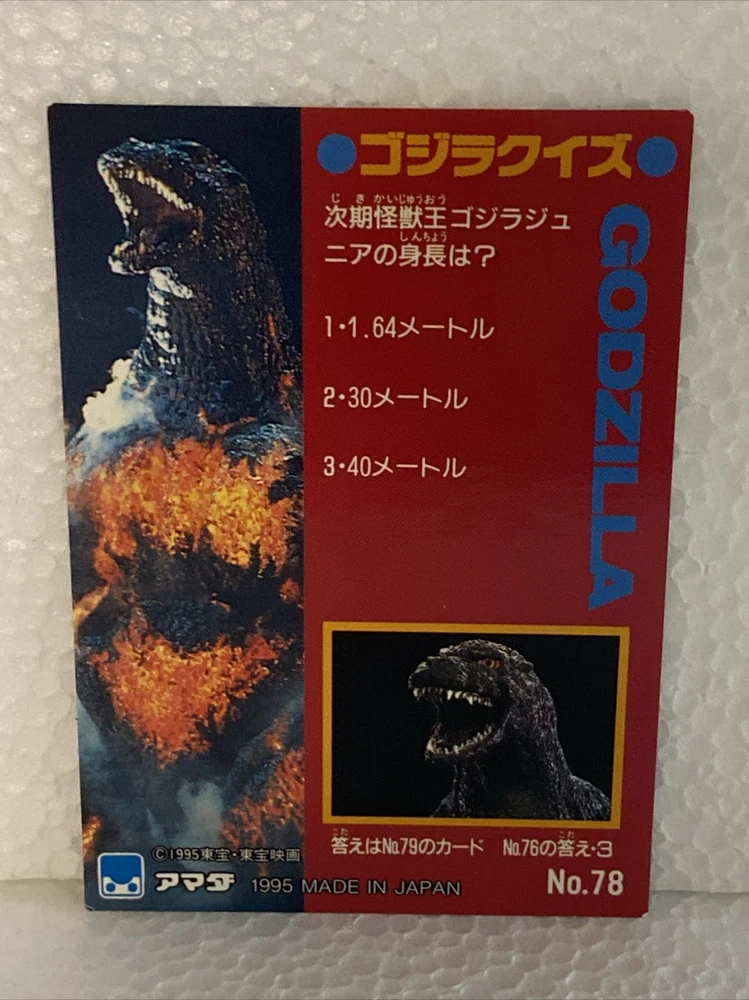 ●ゴジラクイズ●
じきかいじゅうおう
次期怪獣王ゴジラジュ
しんちょう
ニアの身長は?
1・1.64メートル
2・30メートル
3・40メートル
GODZILLA
こた こた
答えはNo.79のカード No.76の答え・3
©1995東宝・東宝映画
アマダ 1995 MADE IN JAPAN No.78